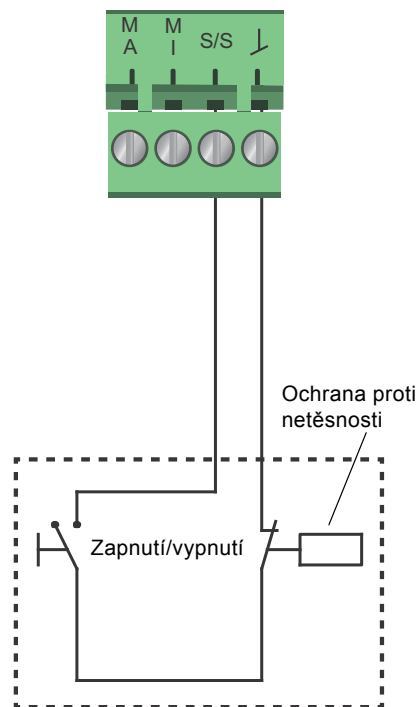 M
A
M
I
S/S
Ochrana proti
netěsnosti
Zapnutí/vypnutí